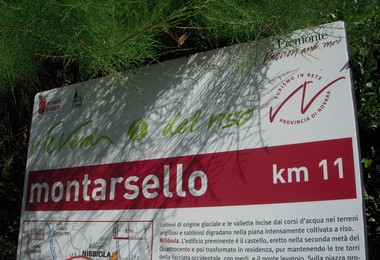 Piemonte
TURISMO IN RETE
PROVINCIA DI NOVARA
del riso
montarsello
km 11
I rilievi di origine glaciale e le vallette incise dai corsi d'acqua nei terreni
argillosi e sabbiosi digradano nella piana intensamente coltivata a riso.
Nibbiola. L'edificio preminente è il castello, eretto nella seconda metà del
Quattrocento e poi trasformato in residenza, pur mantenendo le tre torri
della facciata occidentale, con merli, e il ponte levatoio. Sulla piazza pro-
NIBBIOLA